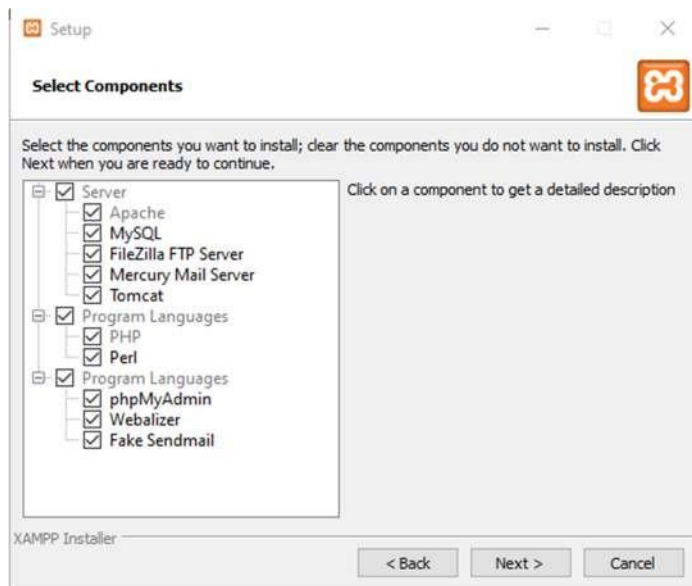 Setup
Select Components
Select the components you want to install; clear the components you do not want to install. Click
Next when you are ready to continue.
Server
Apache
MySQL
FileZilla FTP Server
Mercury Mail Server
Tomcat
Program Languages
PHP
Perl
Program Languages
phpMyAdmin
Webalizer
Fake Sendmail
Click on a component to get a detailed description
XAMPP Installer
< Back
Next >
Cancel